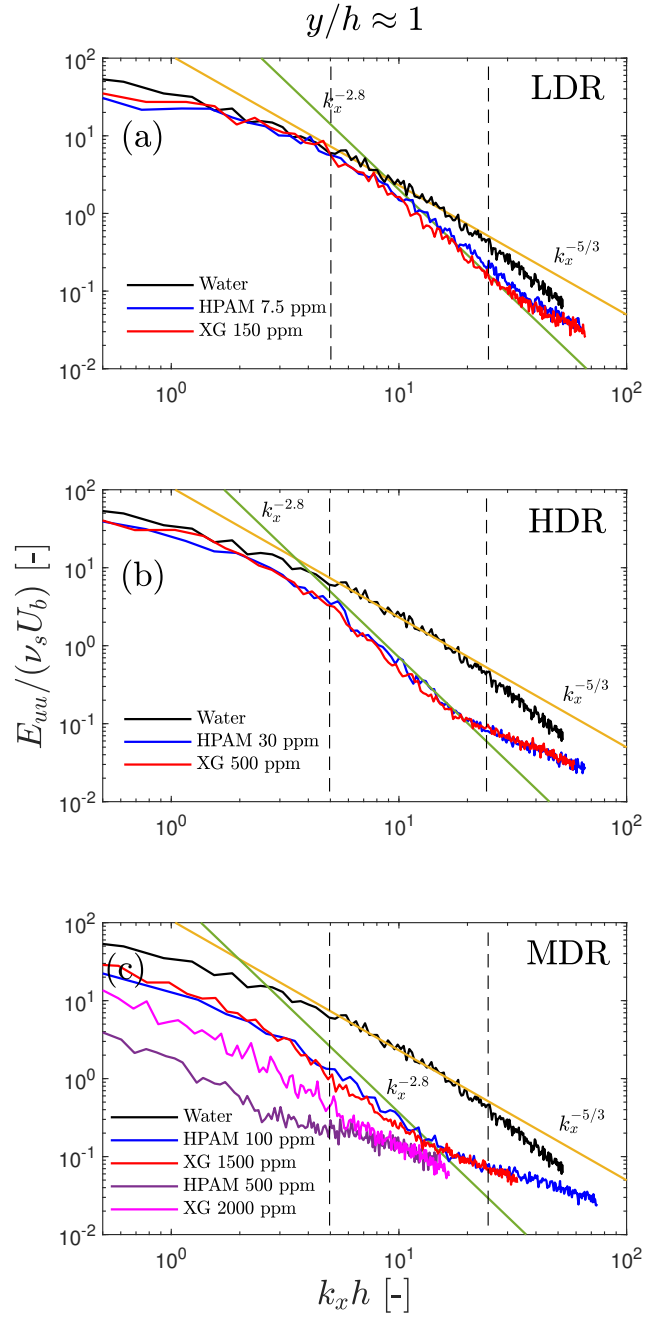 y/h ≈ 1
10^2
k_x^{-2.8}
LDR
(a)
10^1
10^0
k_x^{-5/3}
10^{-1}
Water
HPAM 7.5 ppm
XG 150 ppm
10^{-2}
10^0 10^1 10^2
10^2
k_x^{-2.8}
HDR
(b)
10^1
10^0
k_x^{-5/3}
10^{-1}
Water
HPAM 30 ppm
XG 500 ppm
10^{-2}
10^0 10^1 10^2
E_{uu}/(ν_s U_b) [-]
10^2
MDR
(c)
10^1
10^0
k_x^{-2.8}
k_x^{-5/3}
10^{-1}
Water
HPAM 100 ppm
XG 1500 ppm
HPAM 500 ppm
XG 2000 ppm
10^{-2}
10^0 10^1 10^2
k_x h [-]